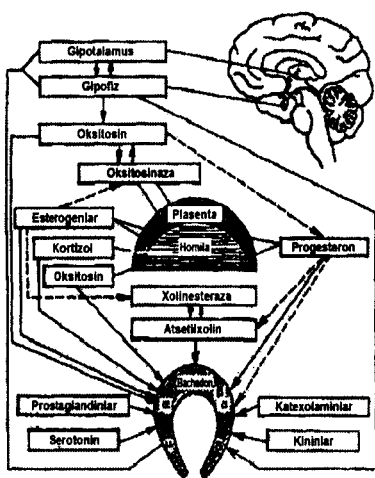 Gipotalamus
Gipofiz
Oksitosin
Oksitosinaza
Plasenta
Esterogenlar
Homila
Progesteron
Kortizol
Oksitosin
Xolinesteraza
Atsetilxolin
Bachadon
Prostaglandinlar
Katexolaminlar
Serotonin
Kininlar